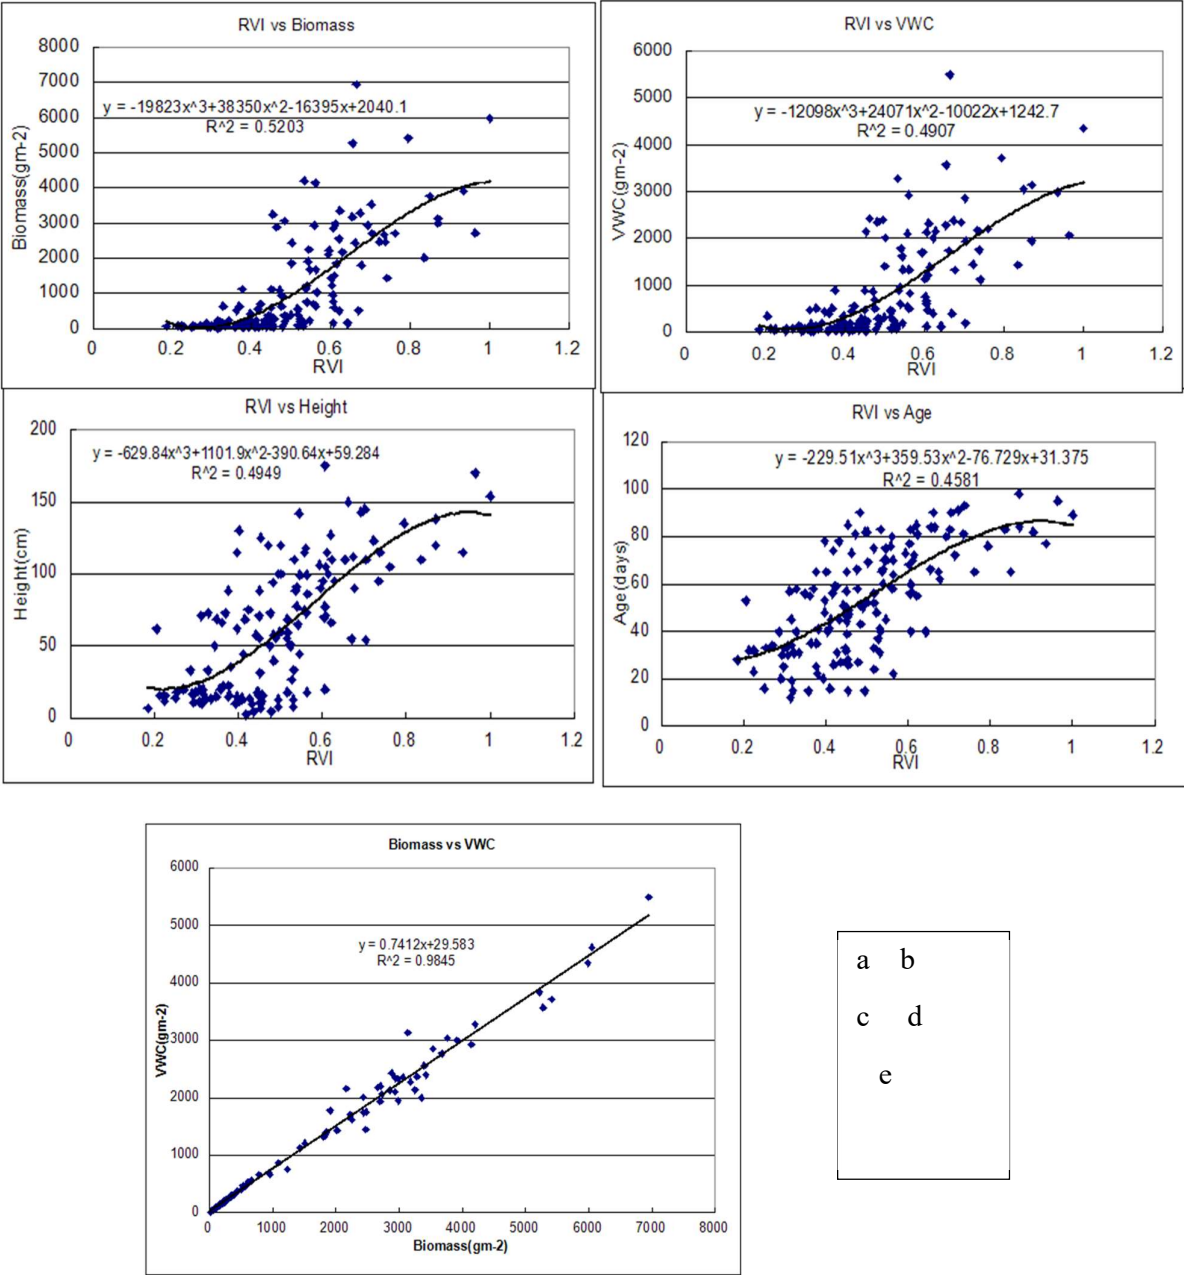 RVI vs Biomass
8000
7000
6000
5000
4000
3000
2000
1000
0
y = -19823x^3+38350x^2-16395x+2040.1
R^2 = 0.5203
Biomass(gm-2)
0 0.2 0.4 0.6 0.8 1 1.2
RVI
RVI vs VWC
6000
5000
4000
3000
2000
1000
0
y = -12098x^3+24071x^2-10022x+1242.7
R^2 = 0.4907
VWC(gm-2)
0 0.2 0.4 0.6 0.8 1 1.2
RVI
RVI vs Height
200
150
100
50
0
y = -629.84x^3+1101.9x^2-390.64x+59.284
R^2 = 0.4949
Height(cm)
0 0.2 0.4 0.6 0.8 1 1.2
RVI
RVI vs Age
120
100
80
60
40
20
0
y = -229.51x^3+359.53x^2-76.729x+31.375
R^2 = 0.4581
Age(days)
0 0.2 0.4 0.6 0.8 1 1.2
RVI
Biomass vs VWC
6000
5000
4000
3000
2000
1000
0
y = 0.7412x+29.583
R^2 = 0.9845
VWC(gm-2)
0 1000 2000 3000 4000 5000 6000 7000 8000
Biomass(gm-2)
a b
c d
e